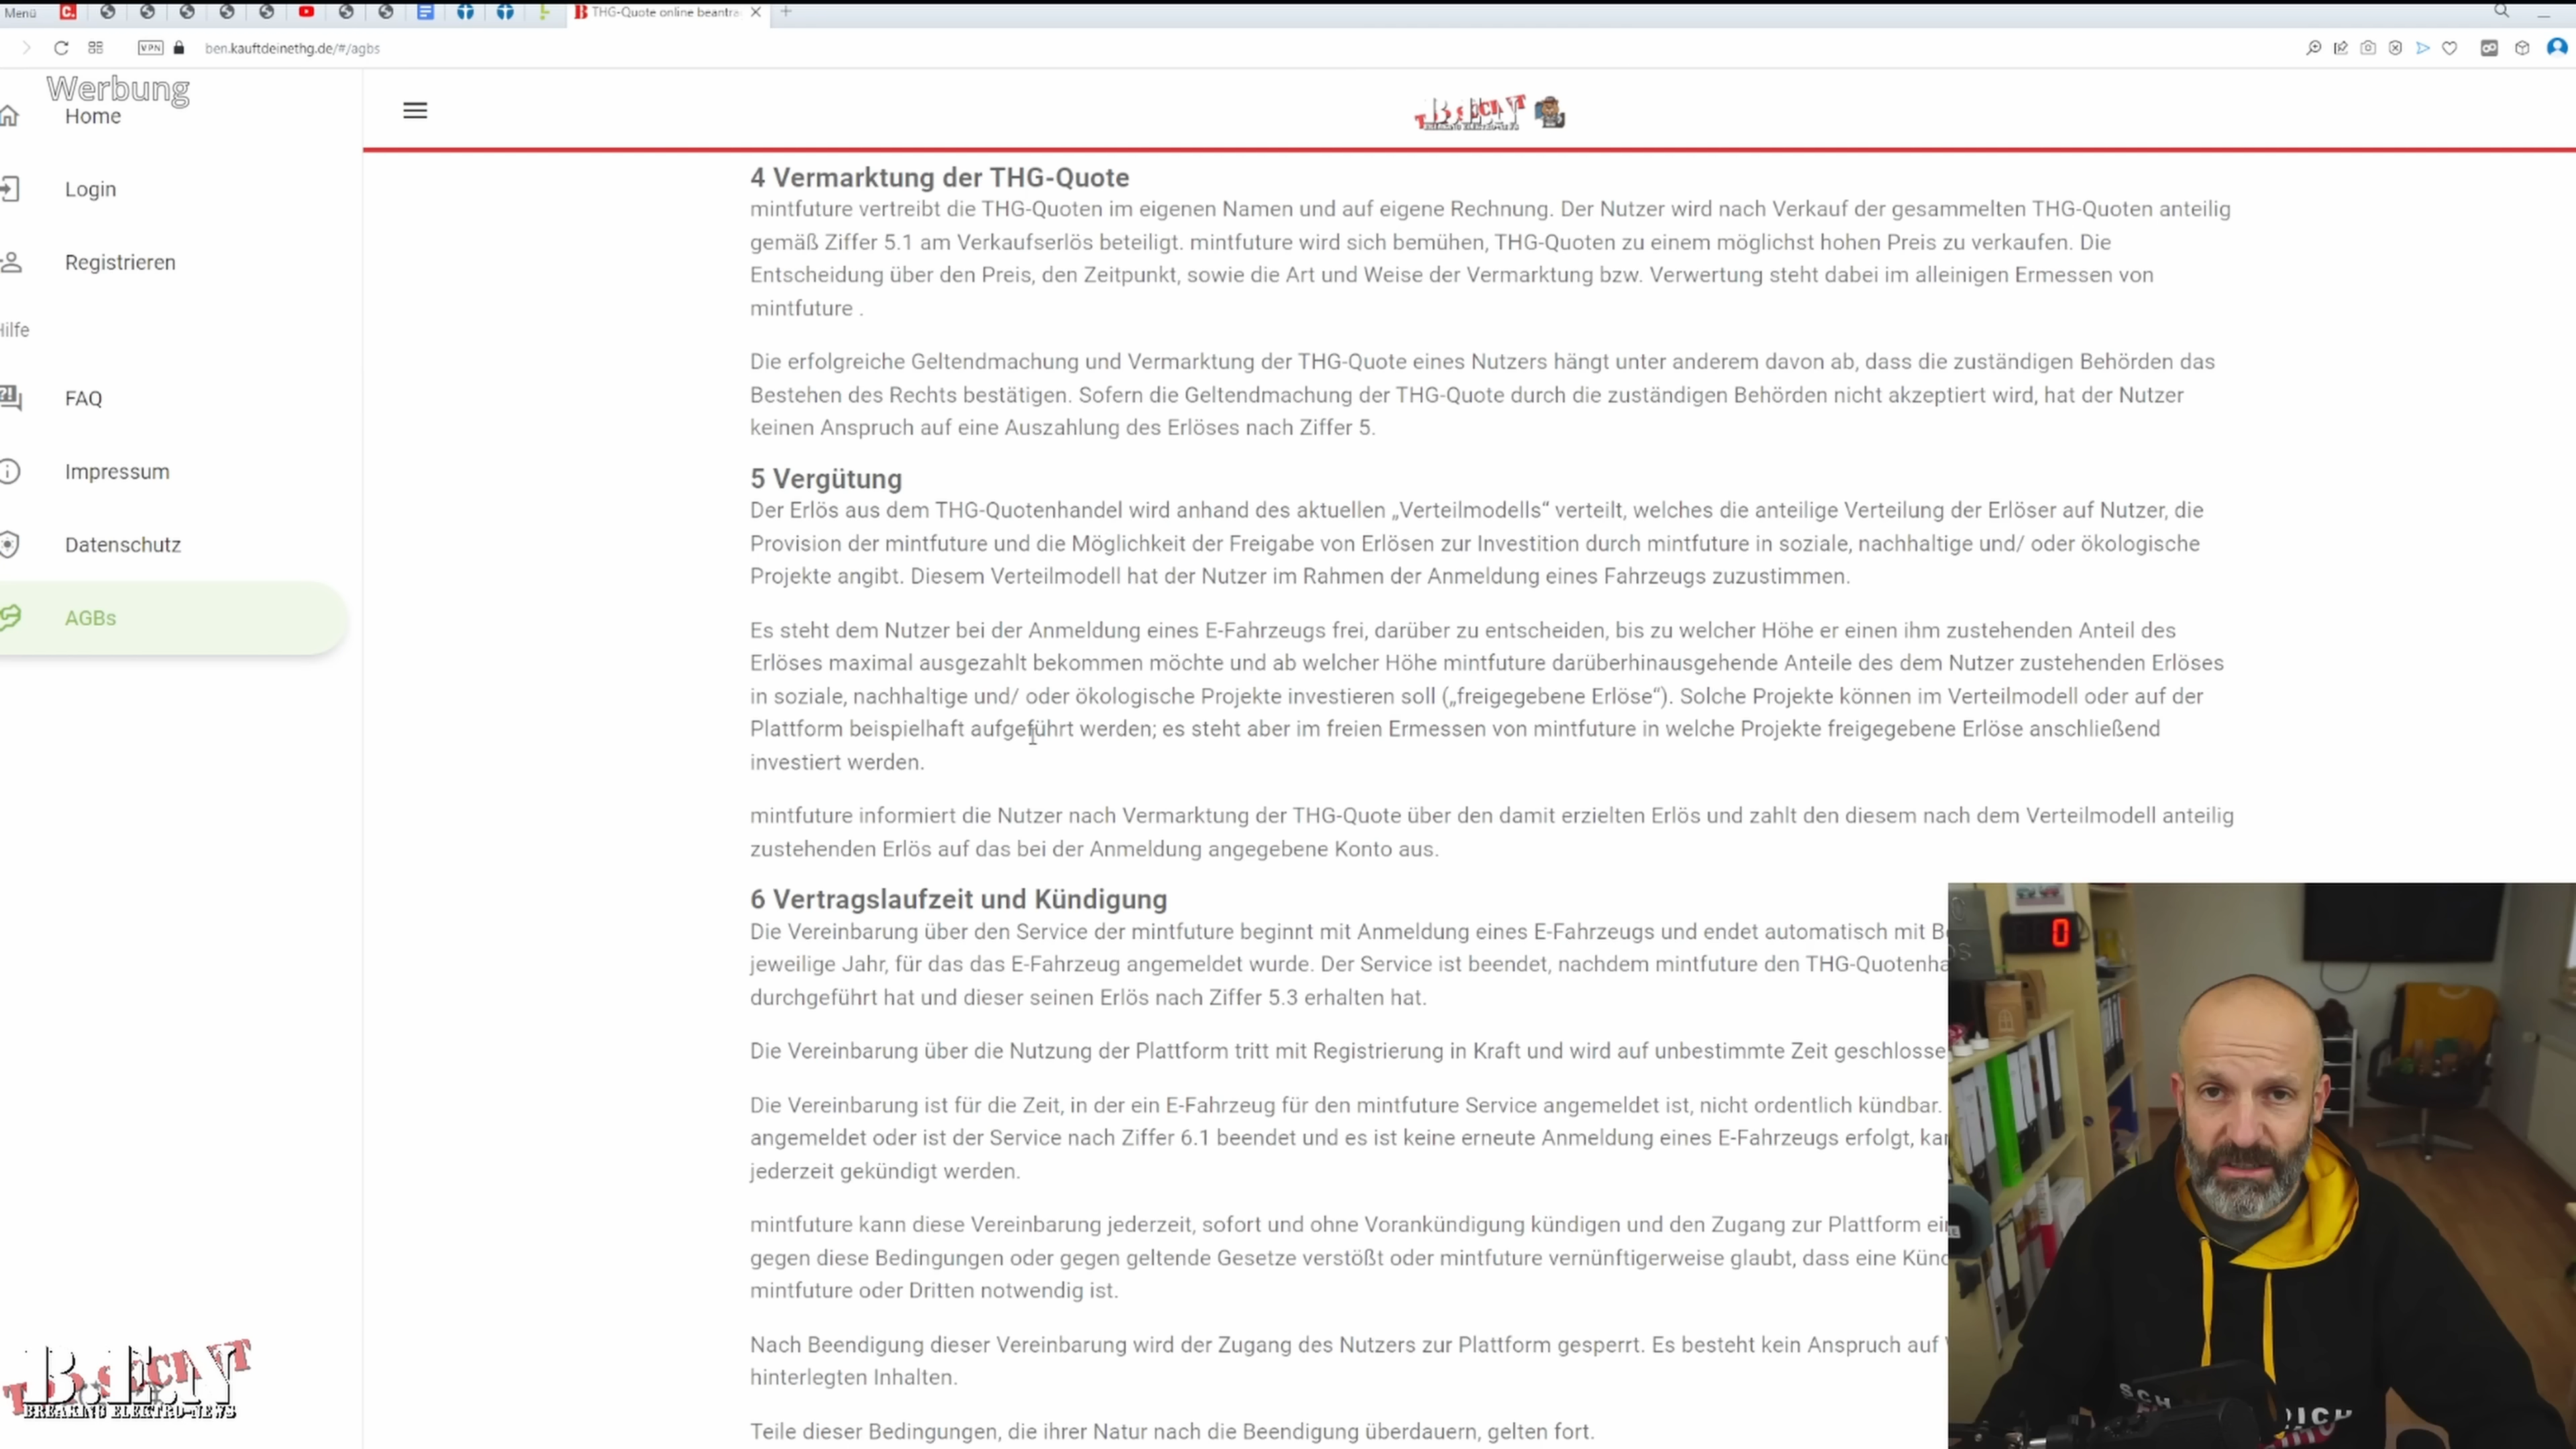 Menü
THG-Quote online beantra
VPN
ben.kauftdeinethg.de/#/agbs
Werbung
Home
Login
Registrieren
Hilfe
FAQ
Impressum
Datenschutz
AGBs
4 Vermarktung der THG-Quote
mintfuture vertreibt die THG-Quoten im eigenen Namen und auf eigene Rechnung. Der Nutzer wird nach Verkauf der gesammelten THG-Quoten anteilig
gemäß Ziffer 5.1 am Verkaufserlös beteiligt. mintfuture wird sich bemühen, THG-Quoten zu einem möglichst hohen Preis zu verkaufen. Die
Entscheidung über den Preis, den Zeitpunkt, sowie die Art und Weise der Vermarktung bzw. Verwertung steht dabei im alleinigen Ermessen von
mintfuture .
Die erfolgreiche Geltendmachung und Vermarktung der THG-Quote eines Nutzers hängt unter anderem davon ab, dass die zuständigen Behörden das
Bestehen des Rechts bestätigen. Sofern die Geltendmachung der THG-Quote durch die zuständigen Behörden nicht akzeptiert wird, hat der Nutzer
keinen Anspruch auf eine Auszahlung des Erlöses nach Ziffer 5.
5 Vergütung
Der Erlös aus dem THG-Quotenhandel wird anhand des aktuellen „Verteilmodells“ verteilt, welches die anteilige Verteilung der Erlöser auf Nutzer, die
Provision der mintfuture und die Möglichkeit der Freigabe von Erlösen zur Investition durch mintfuture in soziale, nachhaltige und/ oder ökologische
Projekte angibt. Diesem Verteilmodell hat der Nutzer im Rahmen der Anmeldung eines Fahrzeugs zuzustimmen.
Es steht dem Nutzer bei der Anmeldung eines E-Fahrzeugs frei, darüber zu entscheiden, bis zu welcher Höhe er einen ihm zustehenden Anteil des
Erlöses maximal ausgezahlt bekommen möchte und ab welcher Höhe mintfuture darüberhinausgehende Anteile des dem Nutzer zustehenden Erlöses
in soziale, nachhaltige und/ oder ökologische Projekte investieren soll („freigegebene Erlöse“). Solche Projekte können im Verteilmodell oder auf der
Plattform beispielhaft aufgeführt werden; es steht aber im freien Ermessen von mintfuture in welche Projekte freigegebene Erlöse anschließend
investiert werden.
mintfuture informiert die Nutzer nach Vermarktung der THG-Quote über den damit erzielten Erlös und zahlt den diesem nach dem Verteilmodell anteilig
zustehenden Erlös auf das bei der Anmeldung angegebene Konto aus.
6 Vertragslaufzeit und Kündigung
Die Vereinbarung über den Service der mintfuture beginnt mit Anmeldung eines E-Fahrzeugs und endet automatisch mit B
jeweilige Jahr, für das das E-Fahrzeug angemeldet wurde. Der Service ist beendet, nachdem mintfuture den THG-Quotenha
durchgeführt hat und dieser seinen Erlös nach Ziffer 5.3 erhalten hat.
Die Vereinbarung über die Nutzung der Plattform tritt mit Registrierung in Kraft und wird auf unbestimmte Zeit geschlosse
Die Vereinbarung ist für die Zeit, in der ein E-Fahrzeug für den mintfuture Service angemeldet ist, nicht ordentlich kündbar.
angemeldet oder ist der Service nach Ziffer 6.1 beendet und es ist keine erneute Anmeldung eines E-Fahrzeugs erfolgt, kan
jederzeit gekündigt werden.
mintfuture kann diese Vereinbarung jederzeit, sofort und ohne Vorankündigung kündigen und den Zugang zur Plattform ei
gegen diese Bedingungen oder gegen geltende Gesetze verstößt oder mintfuture vernünftigerweise glaubt, dass eine Künd
mintfuture oder Dritten notwendig ist.
Nach Beendigung dieser Vereinbarung wird der Zugang des Nutzers zur Plattform gesperrt. Es besteht kein Anspruch auf
hinterlegten Inhalten.
Teile dieser Bedingungen, die ihrer Natur nach die Beendigung überdauern, gelten fort.
B.E.N
BREAKING ELEKTRO-NEWS
0